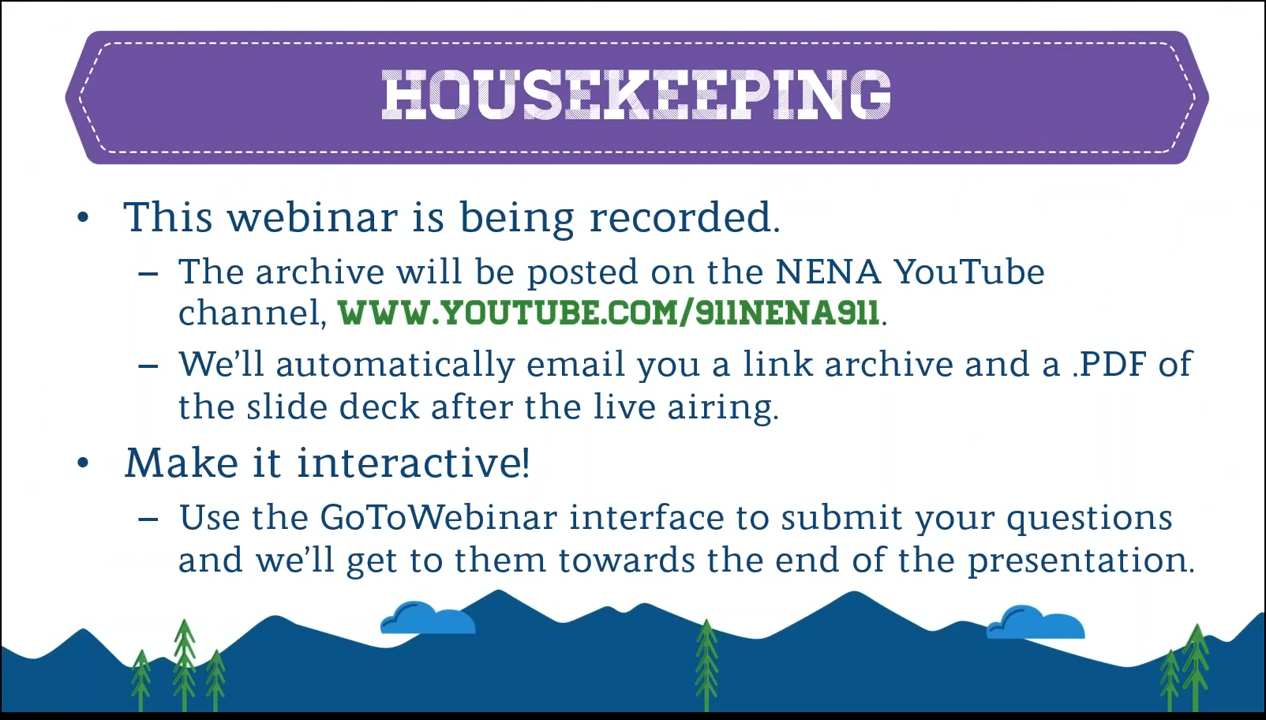 HOUSEKEEPING
• This webinar is being recorded.
– The archive will be posted on the NENA YouTube
channel, WWW.YOUTUBE.COM/911NENA911.
– We'll automatically email you a link archive and a .PDF of
the slide deck after the live airing.
• Make it interactive!
– Use the GoToWebinar interface to submit your questions
and we'll get to them towards the end of the presentation.